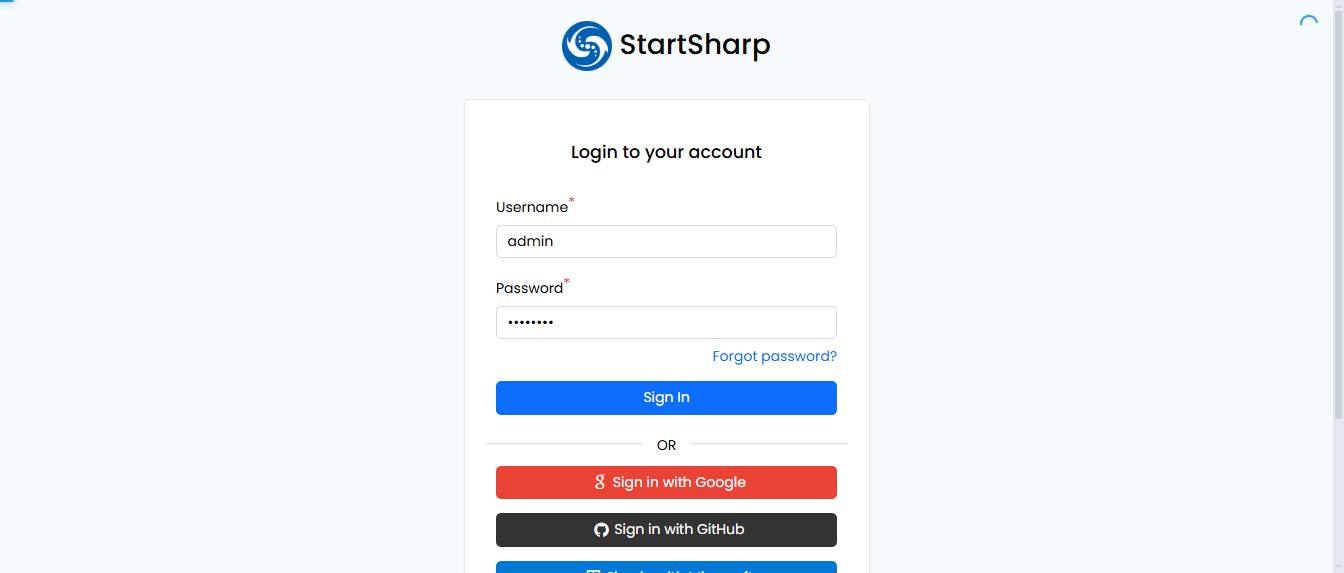 StartSharp
Login to your account
Username*
admin
Password*
••••••••
Forgot password?
Sign In
OR
Sign in with Google
Sign in with GitHub